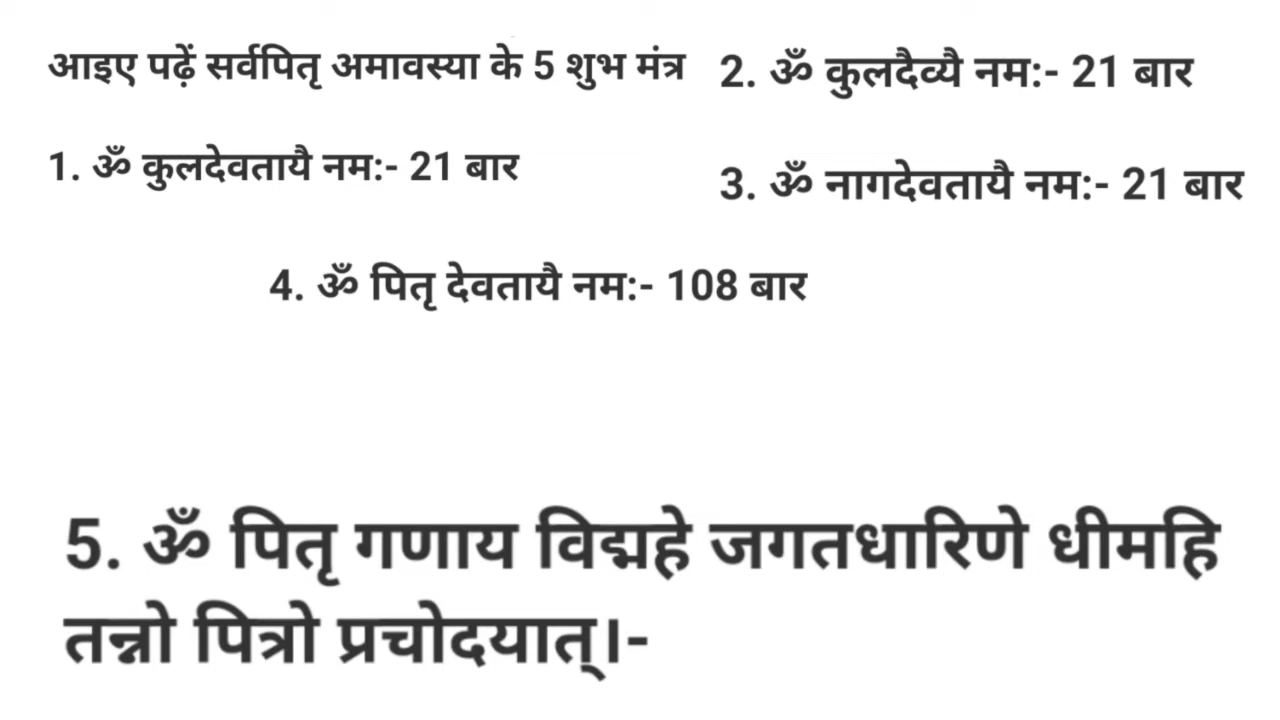 आइए पढ़ें सर्वपितृ अमावस्या के 5 शुभ मंत्र
1. ॐ कुलदेवतायै नम:- 21 बार
2. ॐ कुलदैव्यै नम:- 21 बार
3. ॐ नागदेवतायै नम:- 21 बार
4. ॐ पितृ देवतायै नम:- 108 बार
5. ॐ पितृ गणाय विद्महे जगतधारिणे धीमहि
तन्नो पित्रो प्रचोदयात्।-